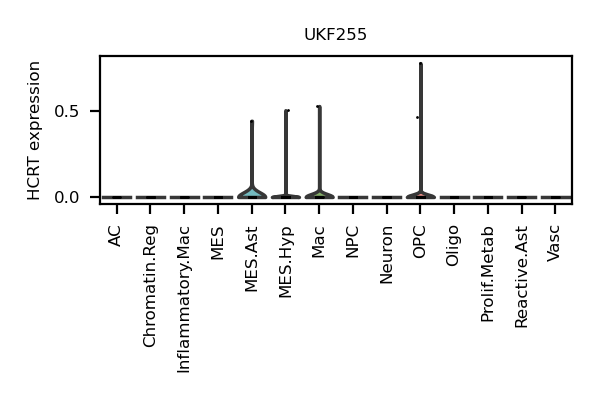 UKF255
HCRT expression
0.5
0.0
AC
Chromatin.Reg
Inflammatory.Mac
MES
MES.Ast
MES.Hyp
Mac
NPC
Neuron
OPC
Oligo
Prolif.Metab
Reactive.Ast
Vasc